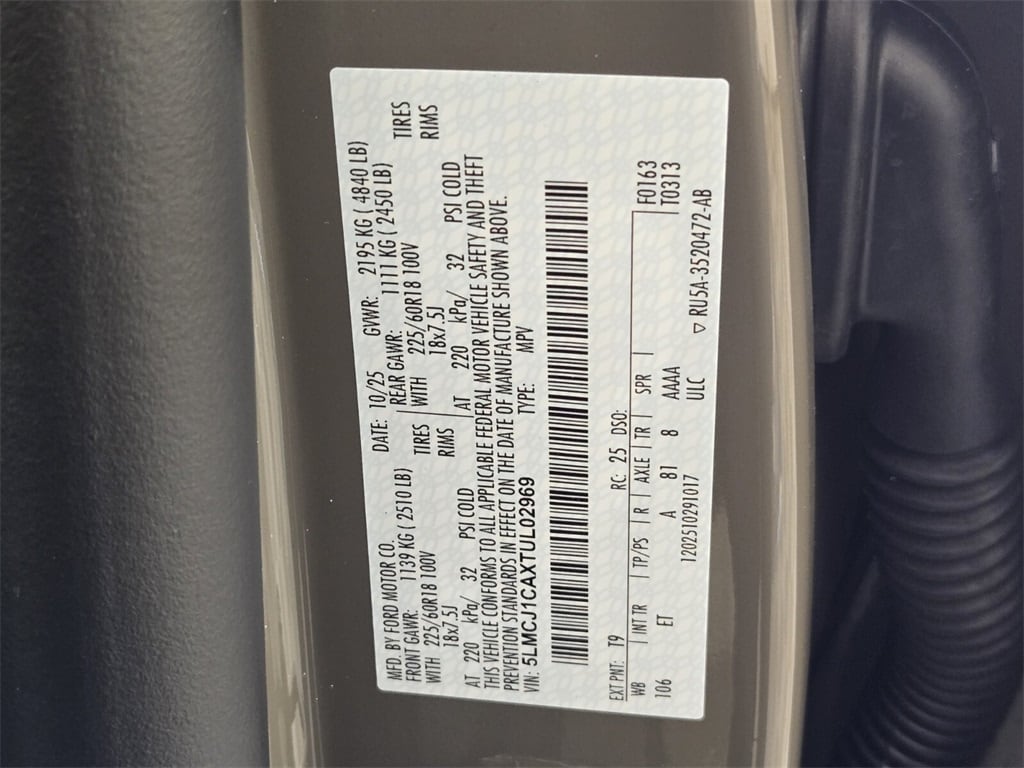 MFD. BY FORD MOTOR CO. DATE: 10/25 GVWR: 2195 KG ( 4840 LB)
FRONT GAWR: 1139 KG ( 2510 LB) REAR GAWR: 1111 KG ( 2450 LB)
WITH 225/60R18 100V TIRES WITH 225/60R18 100V TIRES
18x7.5J RIMS 18x7.5J RIMS
AT 220 kPa/ 32 PSI COLD AT 220 kPa/ 32 PSI COLD
THIS VEHICLE CONFORMS TO ALL APPLICABLE FEDERAL MOTOR VEHICLE SAFETY AND THEFT
PREVENTION STANDARDS IN EFFECT ON THE DATE OF MANUFACTURE SHOWN ABOVE.
VIN: 5LMCJ1CAXTUL02969 TYPE: MPV
EXT PNT: T9 RC: 25 DSO: F0163
WB | INT TR | TP/PS | R | AXLE | TR | SPR | T0313
106 ET A 81 8 AAAA
1202510291017 ULC ▽ RU5A-3520472-AB